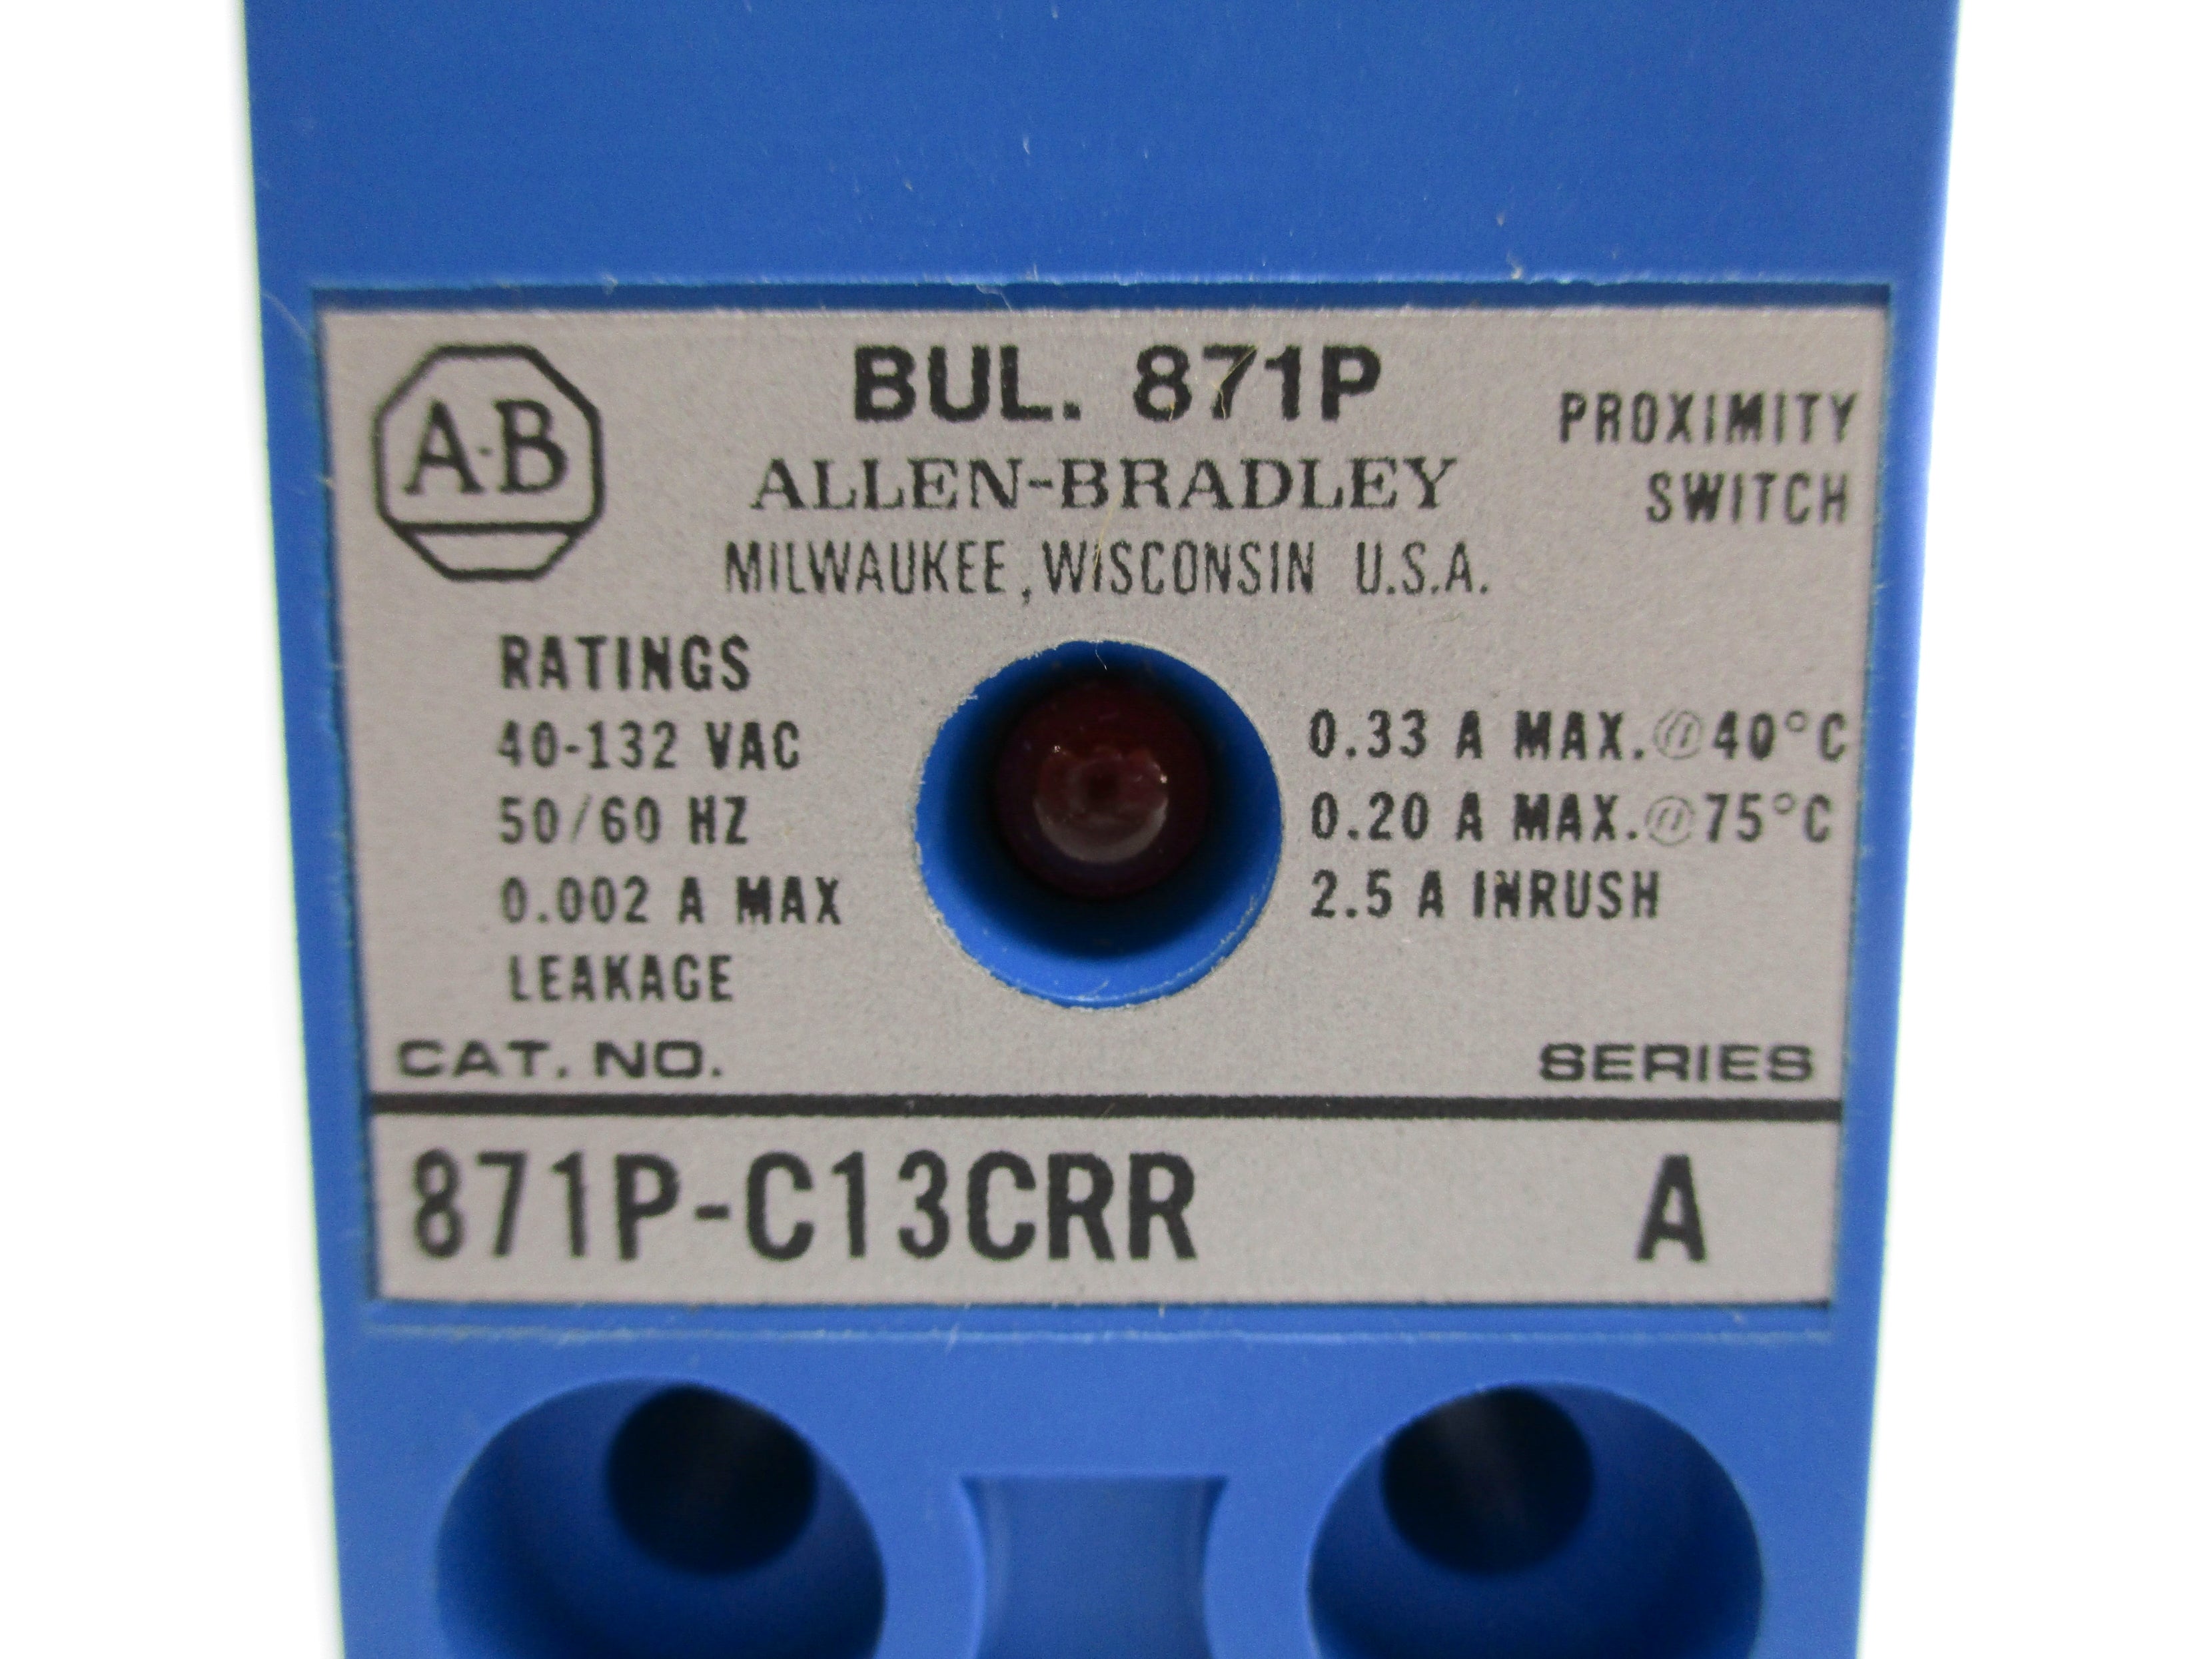 A-B
BUL. 871P
ALLEN-BRADLEY
MILWAUKEE, WISCONSIN U.S.A.
PROXIMITY
SWITCH
RATINGS
40-132 VAC
50/60 HZ
0.002 A MAX
LEAKAGE
0.33 A MAX.@40°C
0.20 A MAX.@75°C
2.5 A INRUSH
CAT. NO.
SERIES
871P-C13CRR
A